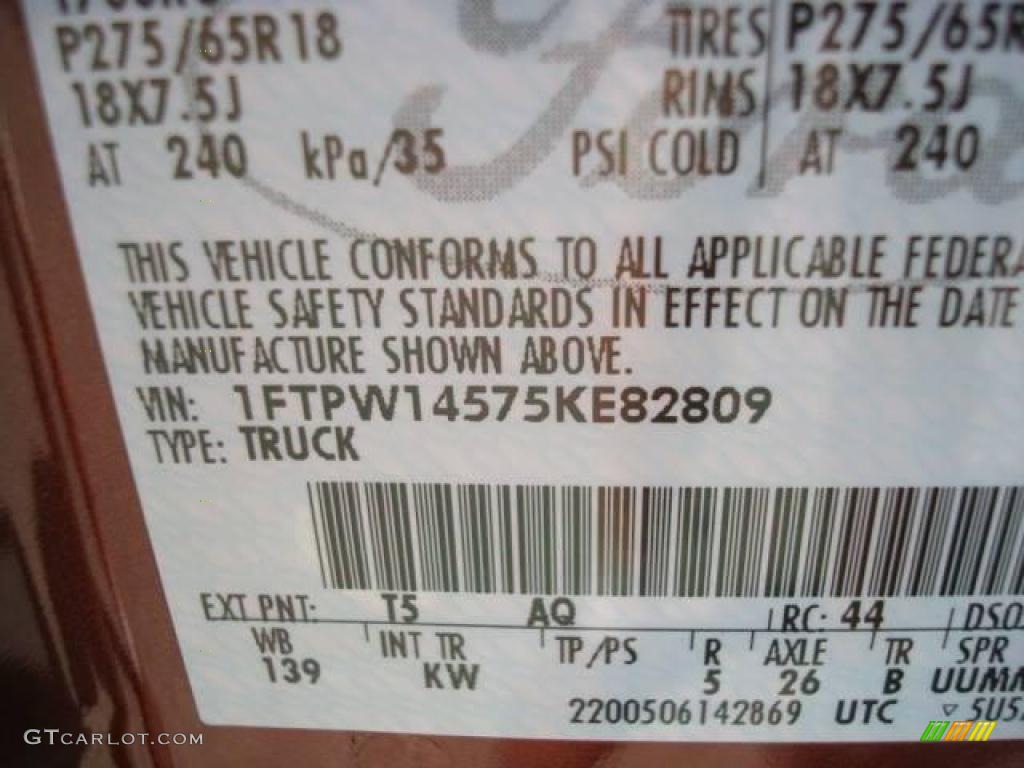 P275/65R18 TIRES P275/65R
18X7.5J RIMS 18X7.5J
AT 240 kPa/35 PSI COLD AT 240
THIS VEHICLE CONFORMS TO ALL APPLICABLE FEDERA
VEHICLE SAFETY STANDARDS IN EFFECT ON THE DATE
MANUFACTURE SHOWN ABOVE.
VIN: 1FTPW14575KE82809
TYPE: TRUCK
EXT PNT: T5 AQ RC: 44 DSO
WB INT TR TP/PS R AXLE TR SPR
139 KW 5 26 B UUMM
2200506142869 UTC ▽ 5U5
GTCARLOT.COM